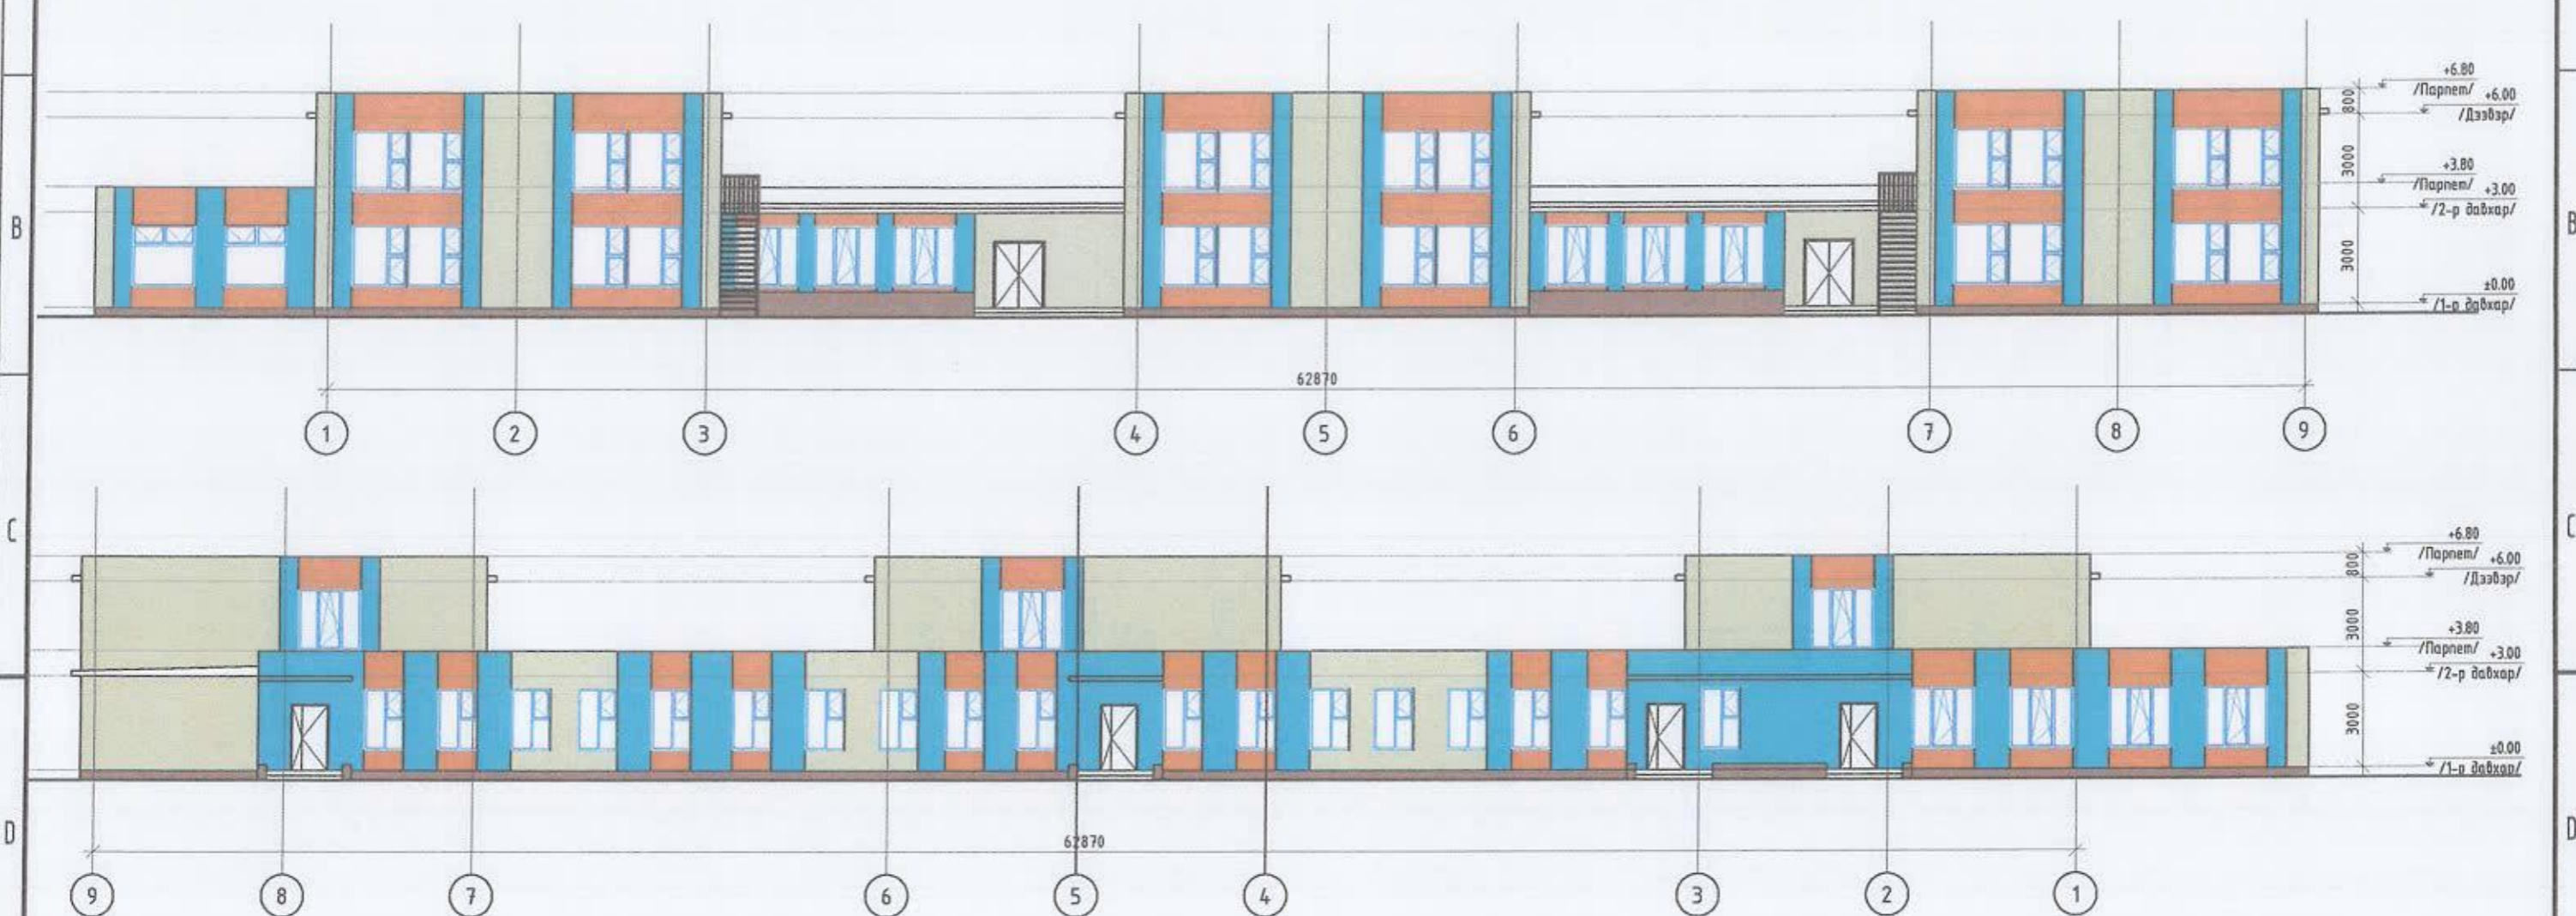 +6.80
/Парпет/
+6.00
/Дээвэр/
800
3000
+3.80
/Парпет/
+3.00
/2-р давхар/
B
B
3000
±0.00
/1-р давхар/
62870
1
2
3
4
5
6
7
8
9
C
C
+6.80
/Парпет/
+6.00
/Дээвэр/
800
3000
+3.80
/Парпет/
+3.00
/2-р давхар/
3000
±0.00
/1-р давхар/
D
D
62870
9
8
7
6
5
4
3
2
1